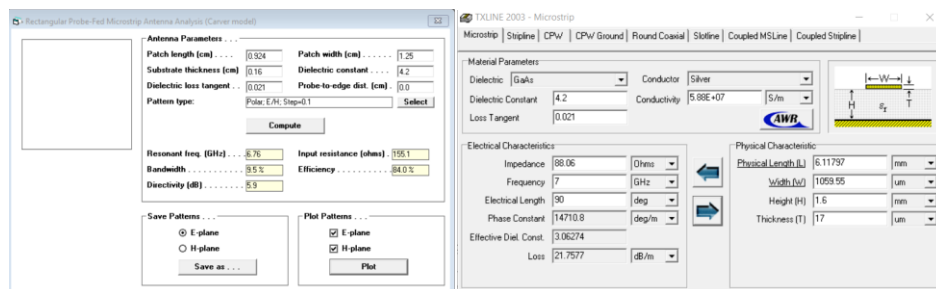 Rectangular Probe-Fed Microstrip Antenna Analysis (Carver model)
Antenna Parameters . . .
Patch length (cm) . . . . 0.924 Patch width (cm) . . . . . . 1.25
Substrate thickness (cm) 0.16 Dielectric constant . . . . 4.2
Dielectric loss tangent . . 0.021 Probe-to-edge dist. (cm) . 0.0
Pattern type: Polar; E/H; Step=0.1 Select
Compute
Resonant freq. (GHz) . . . 6.76 Input resistance (ohms) . 155.1
Bandwidth . . . . . . . . . . . 9.5 % Efficiency . . . . . . . . . . . . 84.0 %
Directivity (dB) . . . . . . . . 5.9
Save Patterns . . .
E-plane
H-plane
Save as . . .
Plot Patterns . . .
E-plane
H-plane
Plot
TXLINE 2003 - Microstrip
Microstrip Stripline CPW CPW Ground Round Coaxial Slotline Coupled MSLine Coupled Stripline
Material Parameters
Dielectric GaAs Conductor Silver
Dielectric Constant 4.2 Conductivity 5.88E+07 S/m
Loss Tangent 0.021 AWR
W
H εr T
Electrical Characteristics
Impedance 88.06 Ohms
Frequency 7 GHz
Electrical Length 90 deg
Phase Constant 14710.8 deg/m
Effective Diel. Const. 3.06274
Loss 21.7577 dB/m
Physical Characteristic
Physical Length (L) 6.11797 mm
Width (W) 1059.55 um
Height (H) 1.6 mm
Thickness (T) 17 um